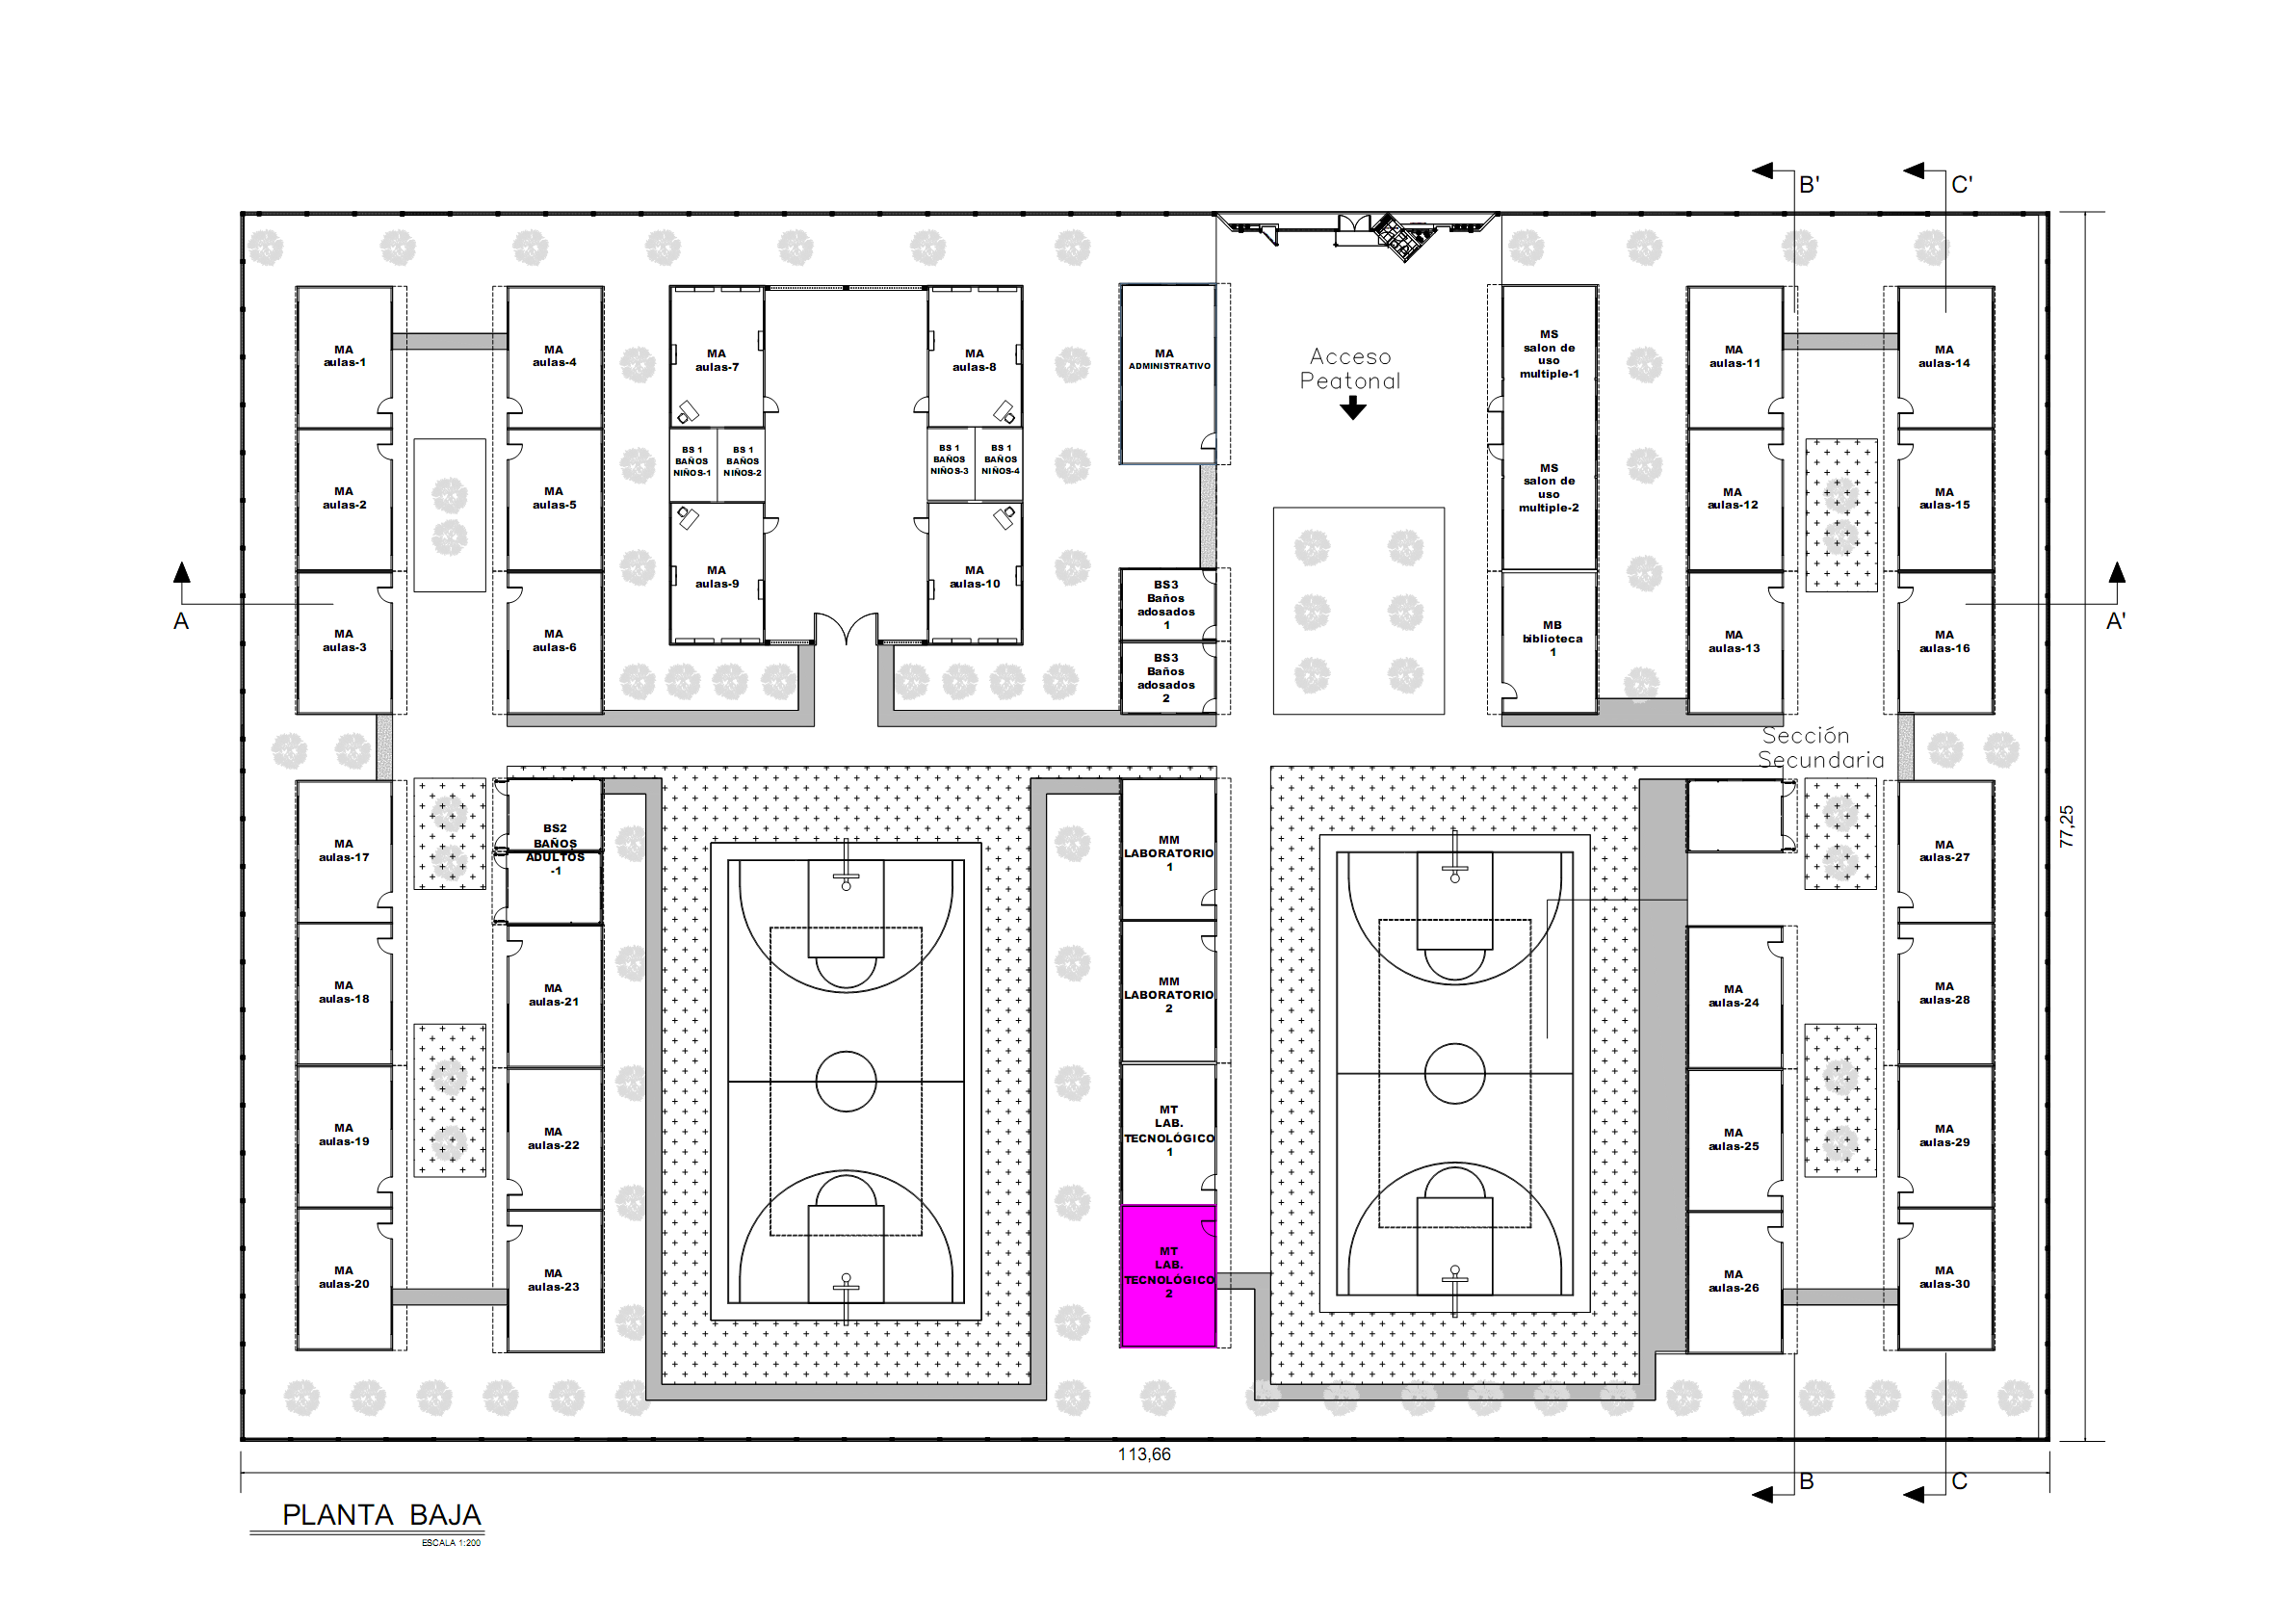 B'
C'
MA
aulas-1
MA
aulas-4
MA
aulas-7
MA
aulas-8
MA
ADMINISTRATIVO
Acceso
Peatonal
MS
salon de
uso
multiple-1
MA
aulas-11
MA
aulas-14
MA
aulas-2
MA
aulas-5
BS 1
BAÑOS
NIÑOS-1
BS 1
BAÑOS
NIÑOS-2
BS 1
BAÑOS
NIÑOS-3
BS 1
BAÑOS
NIÑOS-4
MS
salon de
uso
multiple-2
MA
aulas-12
MA
aulas-15
A
MA
aulas-3
MA
aulas-6
MA
aulas-9
MA
aulas-10
BS3
Baños
adosados
1
BS3
Baños
adosados
2
MB
biblioteca
1
MA
aulas-13
MA
aulas-16
A'
Sección
Secundaria
MA
aulas-17
BS2
BAÑOS
ADULTOS
-1
MM
LABORATORIO
1
MA
aulas-27
77,25
MA
aulas-18
MA
aulas-21
MM
LABORATORIO
2
MA
aulas-24
MA
aulas-28
MA
aulas-19
MA
aulas-22
MT
LAB.
TECNOLÓGICO
1
MA
aulas-25
MA
aulas-29
MA
aulas-20
MA
aulas-23
MT
LAB.
TECNOLÓGICO
2
MA
aulas-26
MA
aulas-30
113,66
B
C
PLANTA BAJA
ESCALA 1:200